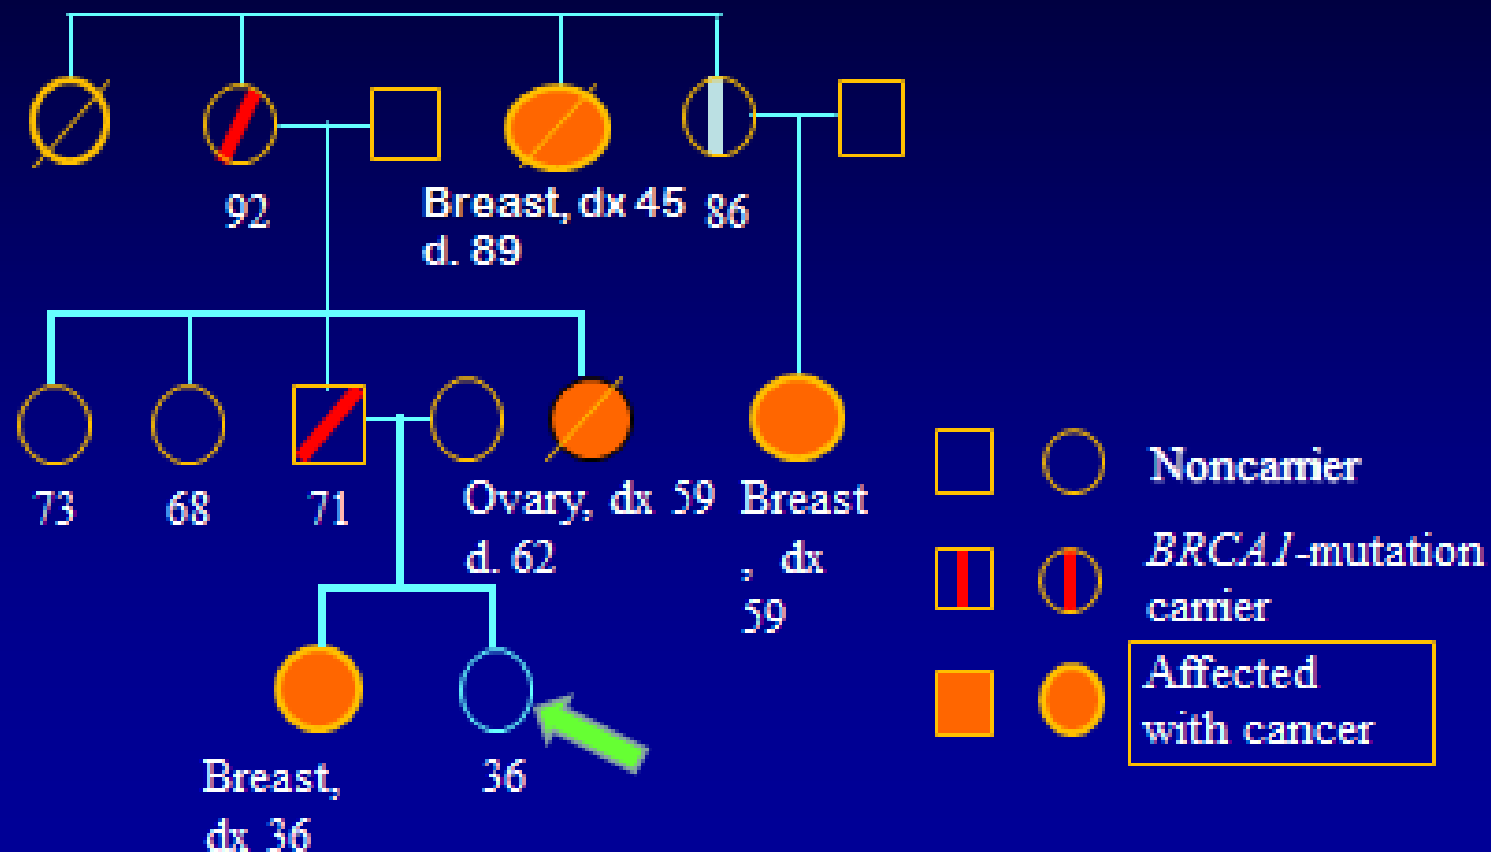 92
Breast, dx 45
d. 89
86
73
68
71
Ovary, dx 59
d. 62
Breast
, dx
59
Breast,
dx 36
36
Noncarrier
BRCA1-mutation
carrier
Affected
with cancer